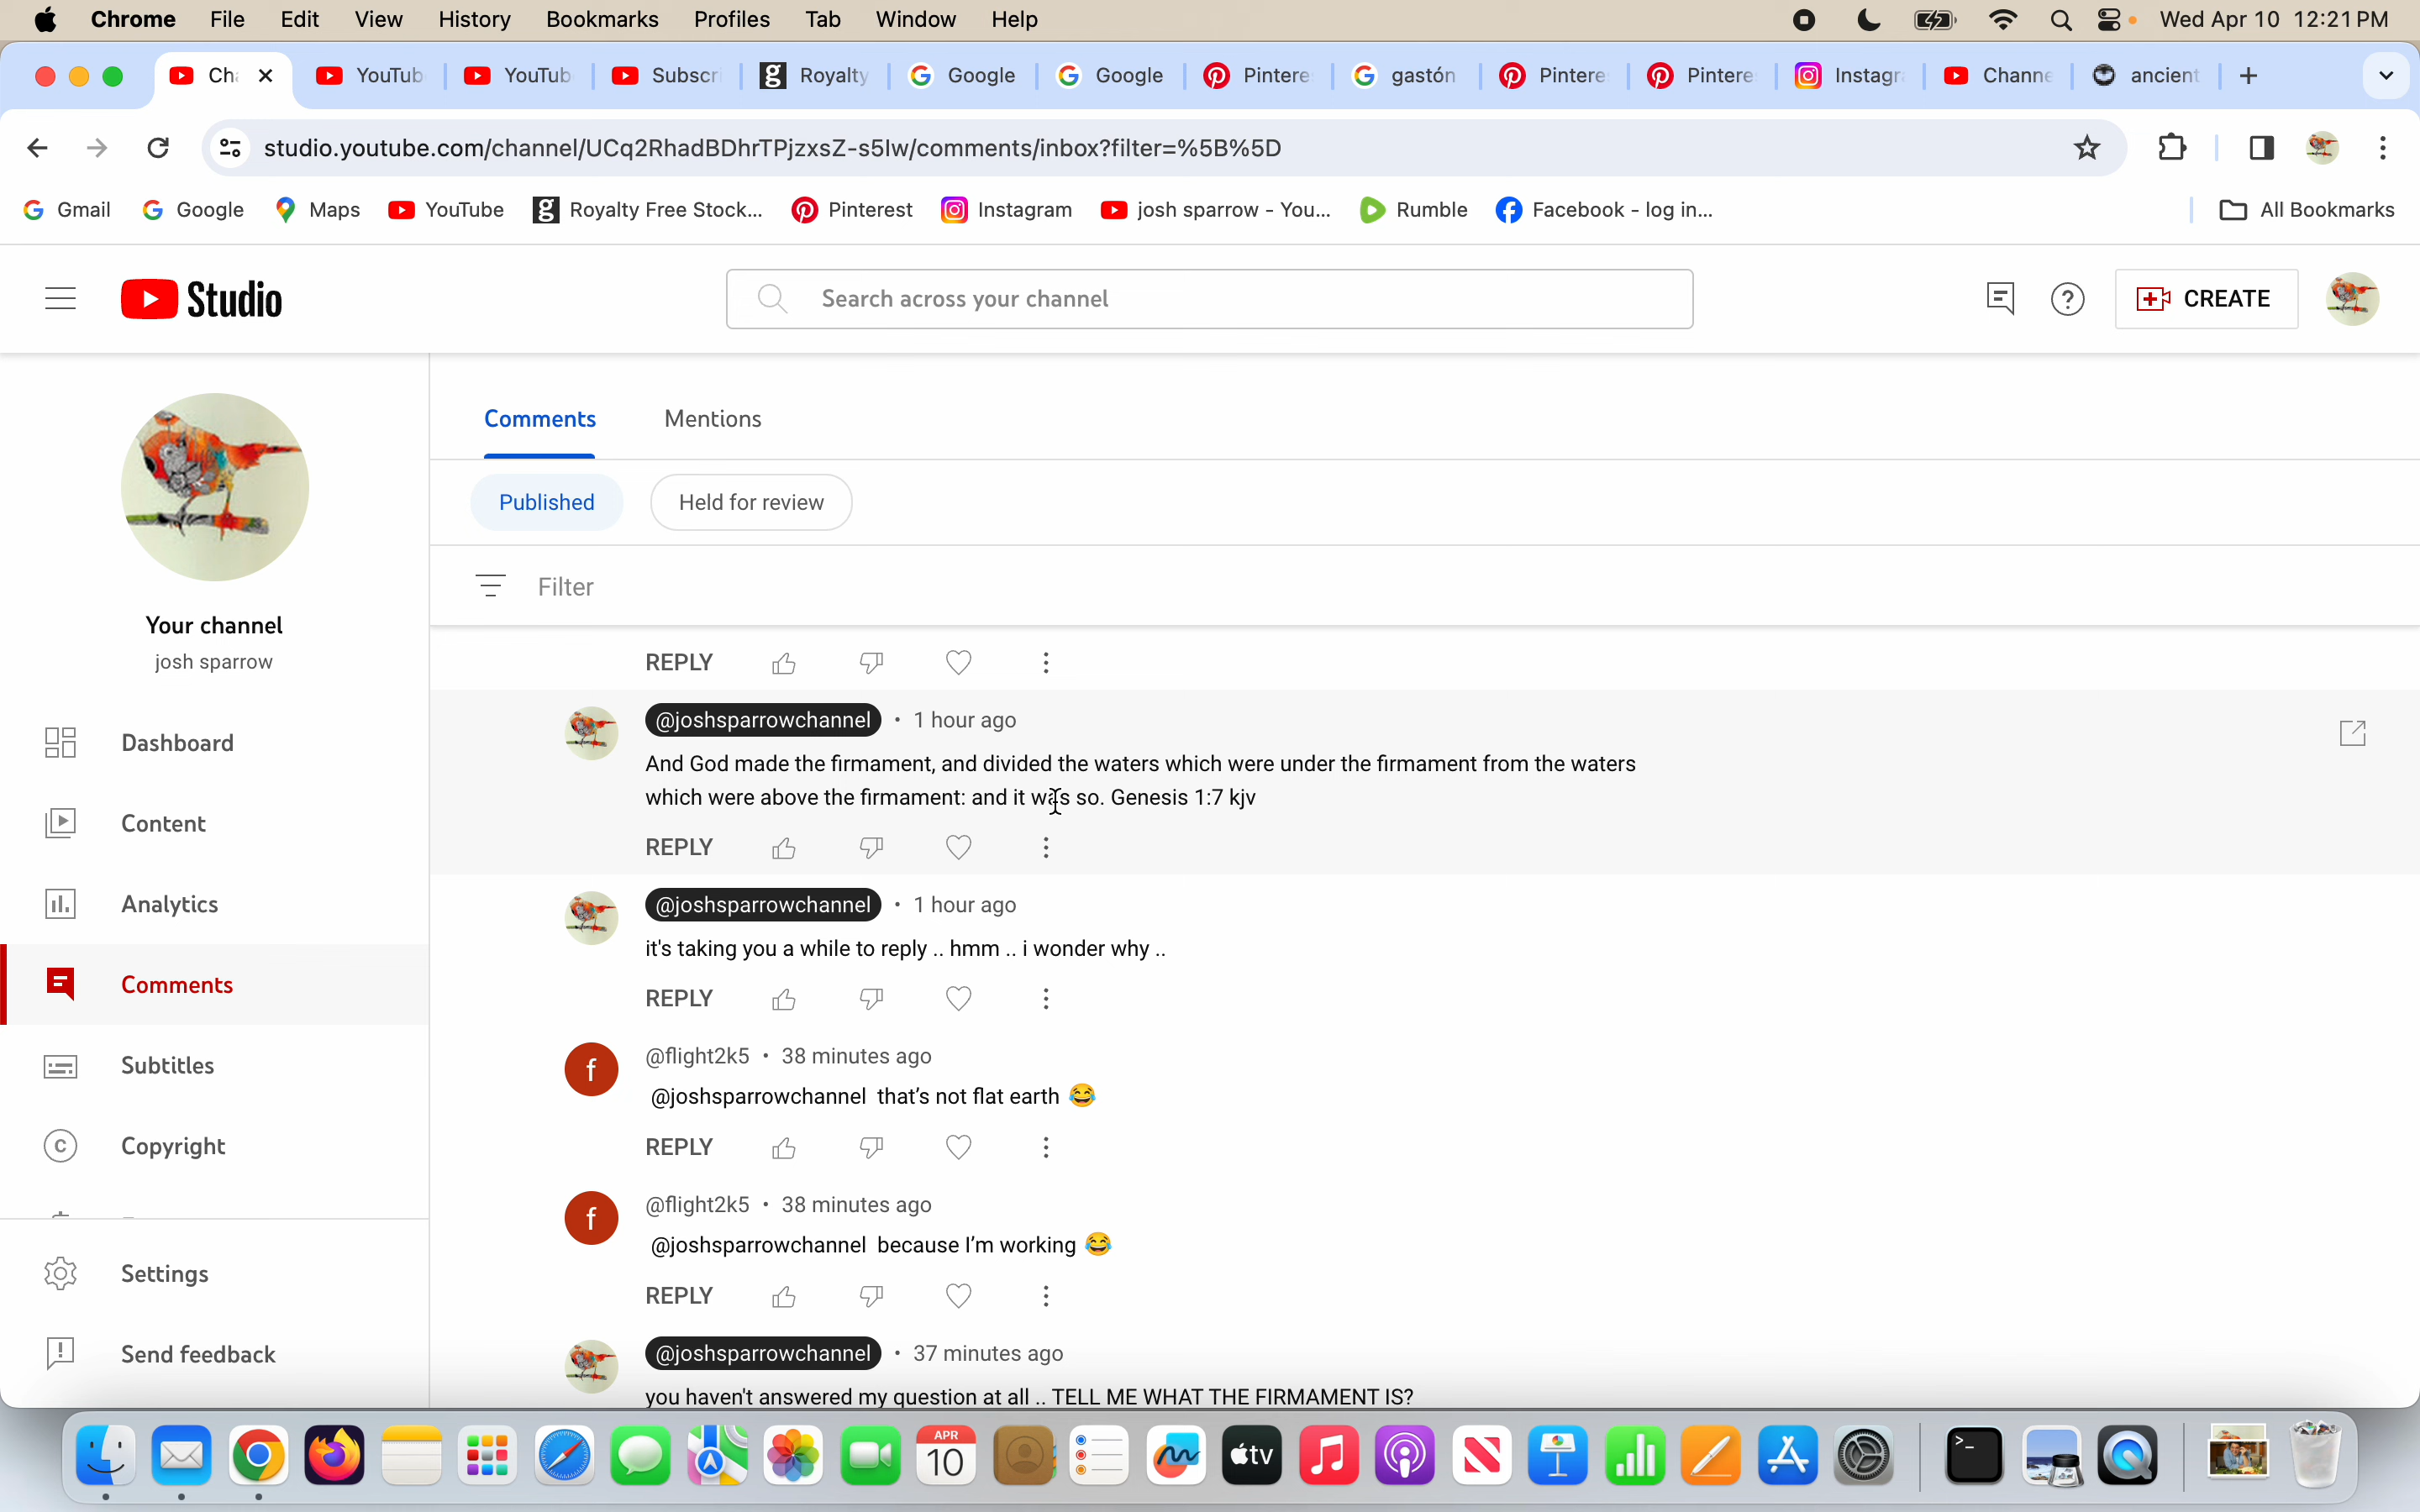 Chrome File Edit View History Bookmarks Profiles Tab Window Help Wed Apr 10 12:21 PM
Ch YouTub YouTub Subscri Royalty Google Google Pintere gastón Pintere Pintere Instagr Channe ancient
studio.youtube.com/channel/UCq2RhadBDhrTPjzxsZ-s5Iw/comments/inbox?filter=%5B%5D
Gmail Google Maps YouTube Royalty Free Stock... Pinterest Instagram josh sparrow - You... Rumble Facebook - log in... All Bookmarks
Studio Search across your channel CREATE
Comments Mentions
Published Held for review
Filter
Your channel
josh sparrow
Dashboard
Content
Analytics
Comments
Subtitles
Copyright
Settings
Send feedback
REPLY
@joshsparrowchannel • 1 hour ago
And God made the firmament, and divided the waters which were under the firmament from the waters
which were above the firmament: and it was so. Genesis 1:7 kjv
REPLY
@joshsparrowchannel • 1 hour ago
it's taking you a while to reply .. hmm .. i wonder why ..
REPLY
f
@flight2k5 • 38 minutes ago
@joshsparrowchannel that’s not flat earth 😂
REPLY
f
@flight2k5 • 38 minutes ago
@joshsparrowchannel because I’m working 😂
REPLY
@joshsparrowchannel • 37 minutes ago
you haven't answered my question at all .. TELL ME WHAT THE FIRMAMENT IS?
APR
10
tv